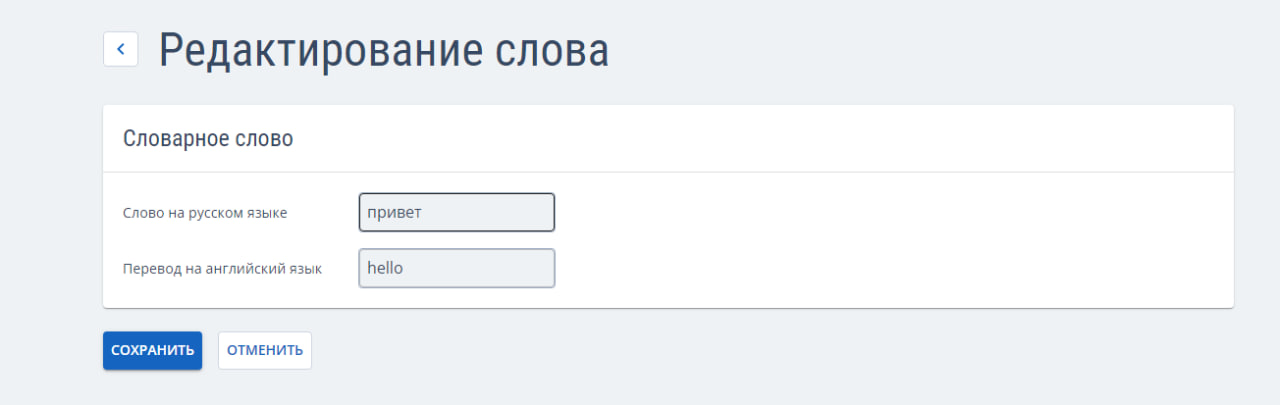 Редактирование слова
Словарное слово
Слово на русском языке привет
Перевод на английский язык hello
СОХРАНИТЬ ОТМЕНИТЬ